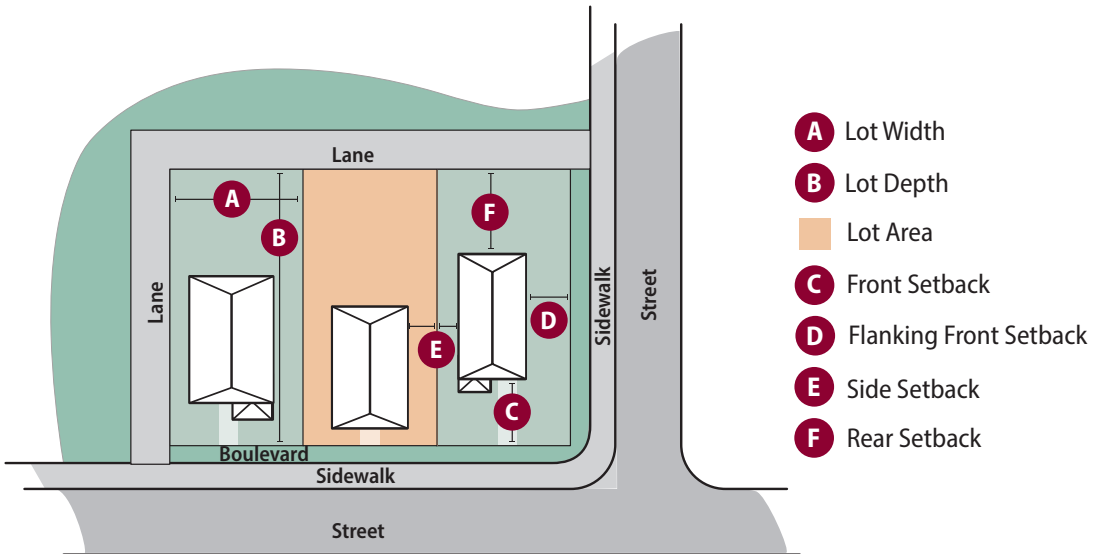 Lane
A
B
F
Lane
Sidewalk
Street
D
E
C
Boulevard
Sidewalk
Street
A Lot Width
B Lot Depth
Lot Area
C Front Setback
D Flanking Front Setback
E Side Setback
F Rear Setback